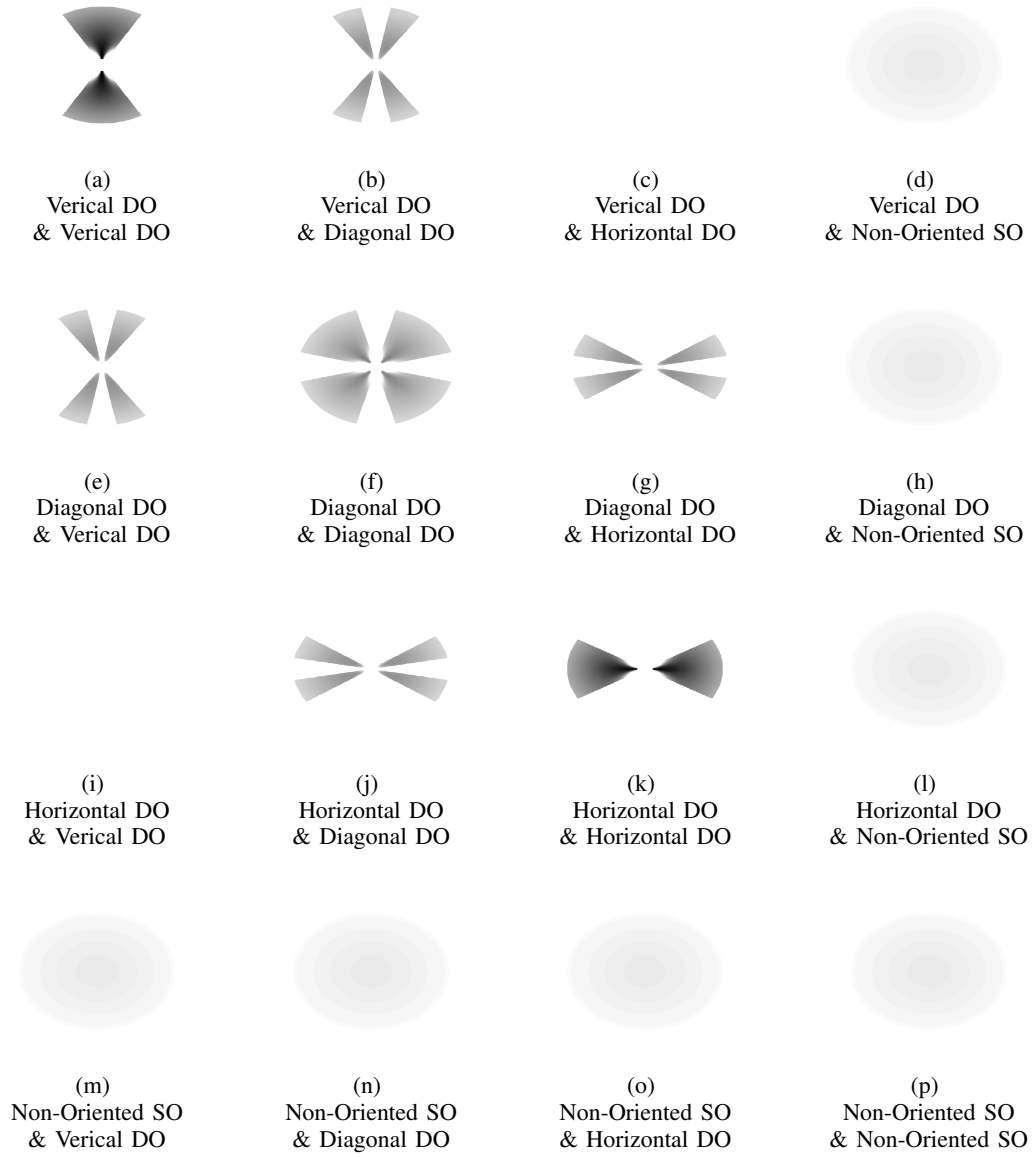 (a)
Verical DO
& Verical DO
(b)
Verical DO
& Diagonal DO
(c)
Verical DO
& Horizontal DO
(d)
Verical DO
& Non-Oriented SO
(e)
Diagonal DO
& Verical DO
(f)
Diagonal DO
& Diagonal DO
(g)
Diagonal DO
& Horizontal DO
(h)
Diagonal DO
& Non-Oriented SO
(i)
Horizontal DO
& Verical DO
(j)
Horizontal DO
& Diagonal DO
(k)
Horizontal DO
& Horizontal DO
(l)
Horizontal DO
& Non-Oriented SO
(m)
Non-Oriented SO
& Verical DO
(n)
Non-Oriented SO
& Diagonal DO
(o)
Non-Oriented SO
& Horizontal DO
(p)
Non-Oriented SO
& Non-Oriented SO